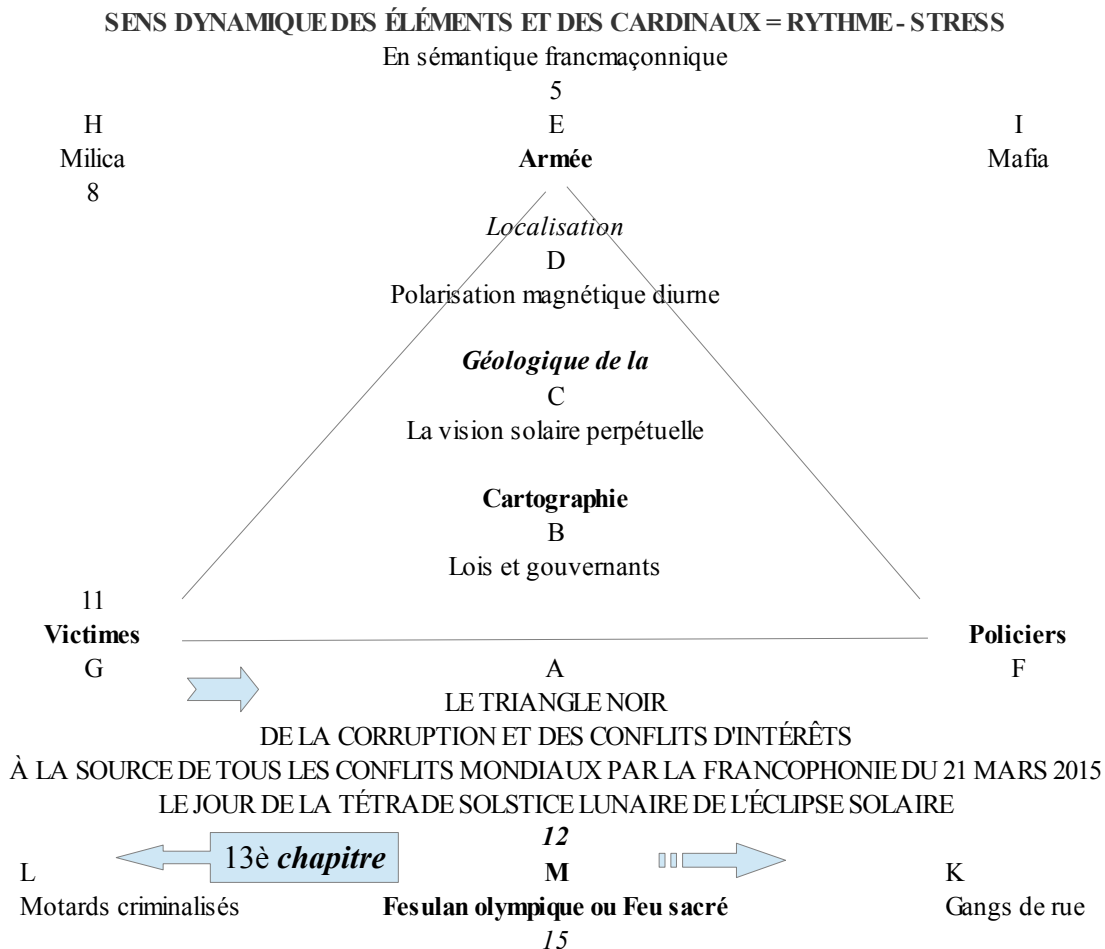 SENS DYNAMIQUE DES ÉLÉMENTS ET DES CARDINAUX = RYTHME - STRESS
En sémantique francmaçonnique
5
H E I
Milica Armée Mafia
8
Localisation
D
Polarisation magnétique diurne
Géologique de la
C
La vision solaire perpétuelle
Cartographie
B
Lois et gouvernants
11
Victimes Policiers
G A F
LE TRIANGLE NOIR
DE LA CORRUPTION ET DES CONFLITS D'INTÉRÊTS
À LA SOURCE DE TOUS LES CONFLITS MONDIAUX PAR LA FRANCOPHONIE DU 21 MARS 2015
LE JOUR DE LA TÉTRADE SOLSTICE LUNAIRE DE L'ÉCLIPSE SOLAIRE
12
13è chapitre
L M K
Motards criminalisés Fesulan olympique ou Feu sacré Gangs de rue
15